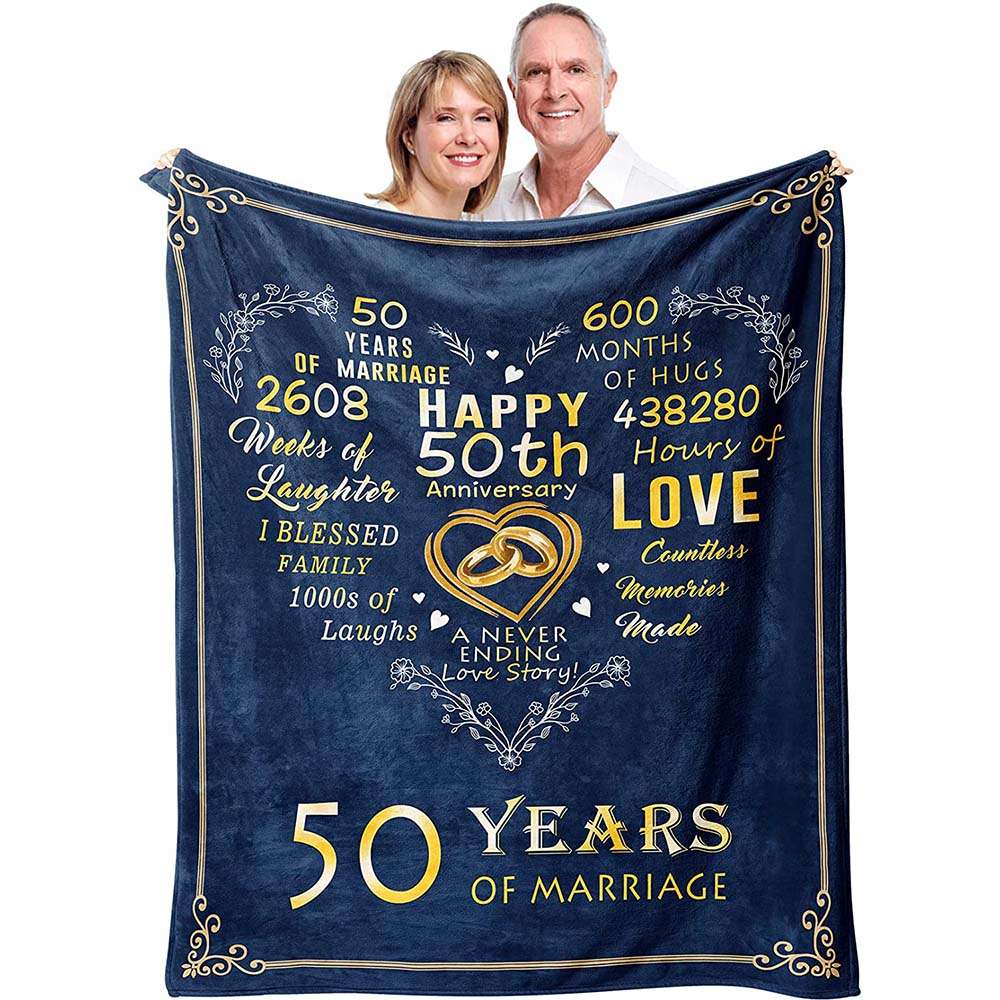 50
YEARS
OF MARRIAGE
2608
Weeks of
Laughter
I BLESSED
FAMILY
1000s of
Laughs
HAPPY
50th
Anniversary
A NEVER
ENDING
Love Story!
600
MONTHS
OF HUGS
438280
Hours of
LOVE
Countless
Memories
Made
50 YEARS
OF MARRIAGE